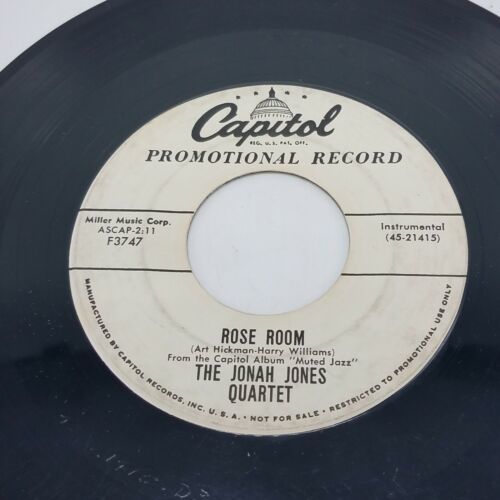 Capitol
REG. U.S. PAT. OFF.
PROMOTIONAL RECORD
Miller Music Corp.
ASCAP-2:11
F3747
Instrumental
(45-21415)
ROSE ROOM
(Art Hickman-Harry Williams)
From the Capitol Album "Muted Jazz"
THE JONAH JONES
QUARTET
MANUFACTURED BY CAPITOL RECORDS, INC. U.S.A. • NOT FOR SALE • RESTRICTED TO PROMOTIONAL USE ONLY